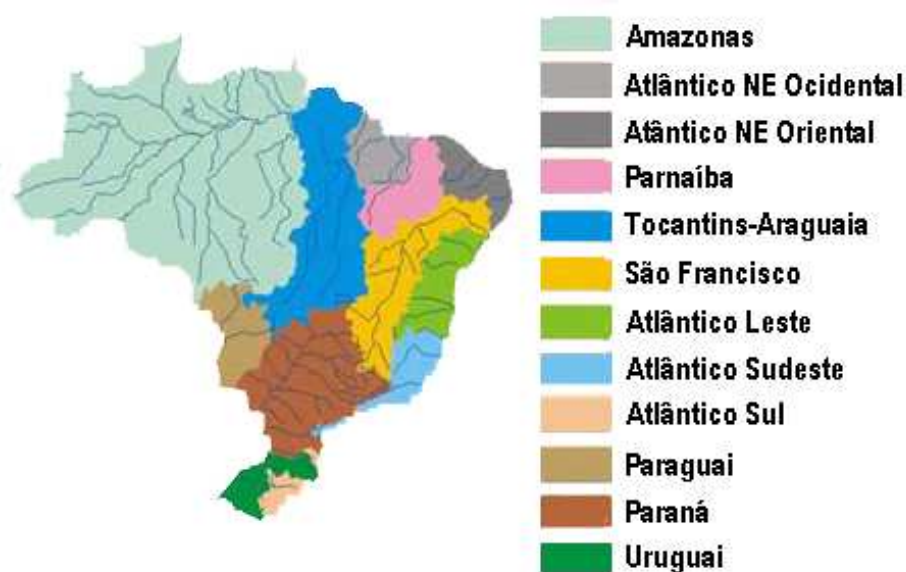 Amazonas
Atlântico NE Ocidental
Atântico NE Oriental
Parnaíba
Tocantins-Araguaia
São Francisco
Atlântico Leste
Atlântico Sudeste
Atlântico Sul
Paraguai
Paraná
Uruguai